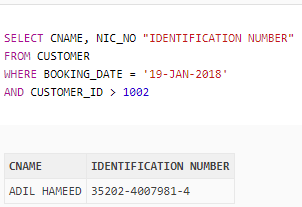 SELECT CNAME, NIC_NO "IDENTIFICATION NUMBER"
FROM CUSTOMER
WHERE BOOKING_DATE = '19-JAN-2018'
AND CUSTOMER_ID > 1002
CNAME IDENTIFICATION NUMBER
ADIL HAMEED 35202-4007981-4